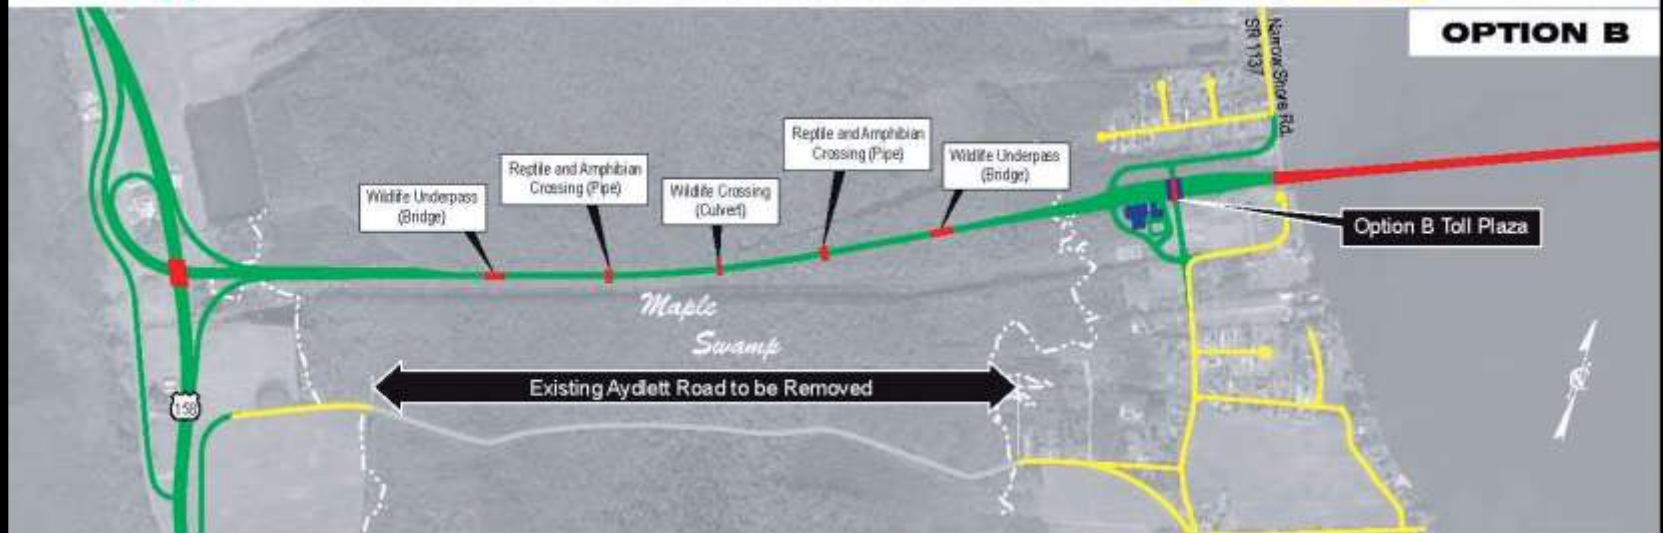 OPTION B
Narrow Shore Rd.
SR 1137
Reptile and Amphibian
Crossing (Pipe)
Wildlife Underpass
(Bridge)
Reptile and Amphibian
Crossing (Pipe)
Wildlife Crossing
(Culvert)
Wildlife Underpass
(Bridge)
Option B Toll Plaza
Maple
Swamp
Existing Aydlett Road to be Removed
158